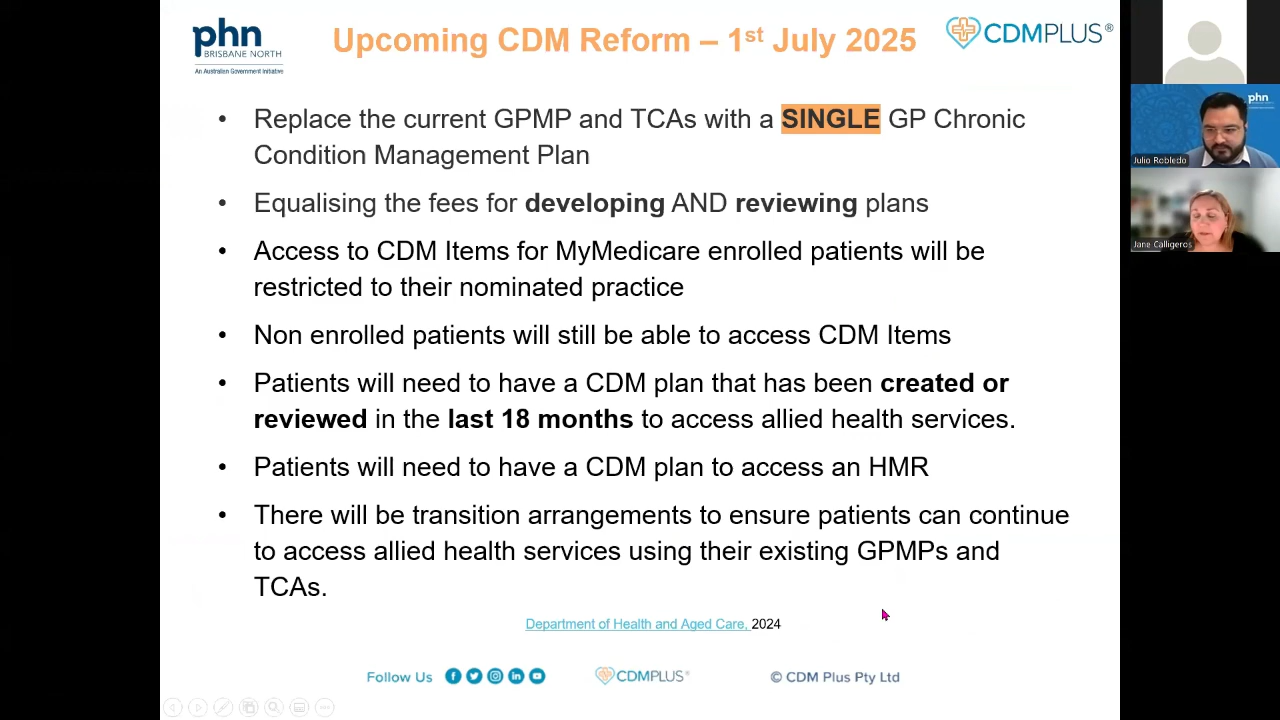 phn
BRISBANE NORTH
An Australian Government Initiative
Upcoming CDM Reform – 1st July 2025
CDMPLUS®
• Replace the current GPMP and TCAs with a SINGLE GP Chronic
Condition Management Plan
• Equalising the fees for developing AND reviewing plans
• Access to CDM Items for MyMedicare enrolled patients will be
restricted to their nominated practice
• Non enrolled patients will still be able to access CDM Items
• Patients will need to have a CDM plan that has been created or
reviewed in the last 18 months to access allied health services.
• Patients will need to have a CDM plan to access an HMR
• There will be transition arrangements to ensure patients can continue
to access allied health services using their existing GPMPs and
TCAs.
Department of Health and Aged Care, 2024
Follow Us
CDMPLUS®
© CDM Plus Pty Ltd
phn
Julio Robledo
Jane Calligeros